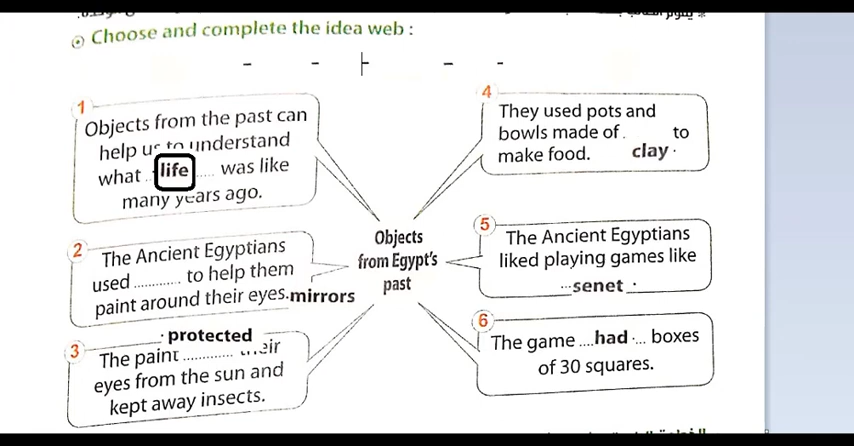 Choose and complete the idea web :
1
Objects from the past can
help us to understand
what life was like
many years ago.
2
The Ancient Egyptians
used ............ to help them
paint around their eyes. mirrors
3
protected
The paint ............ their
eyes from the sun and
kept away insects.
4
They used pots and
bowls made of . to
make food. clay .
Objects
from Egypt's
past
5
The Ancient Egyptians
liked playing games like
... senet .
6
The game .... had .... boxes
of 30 squares.